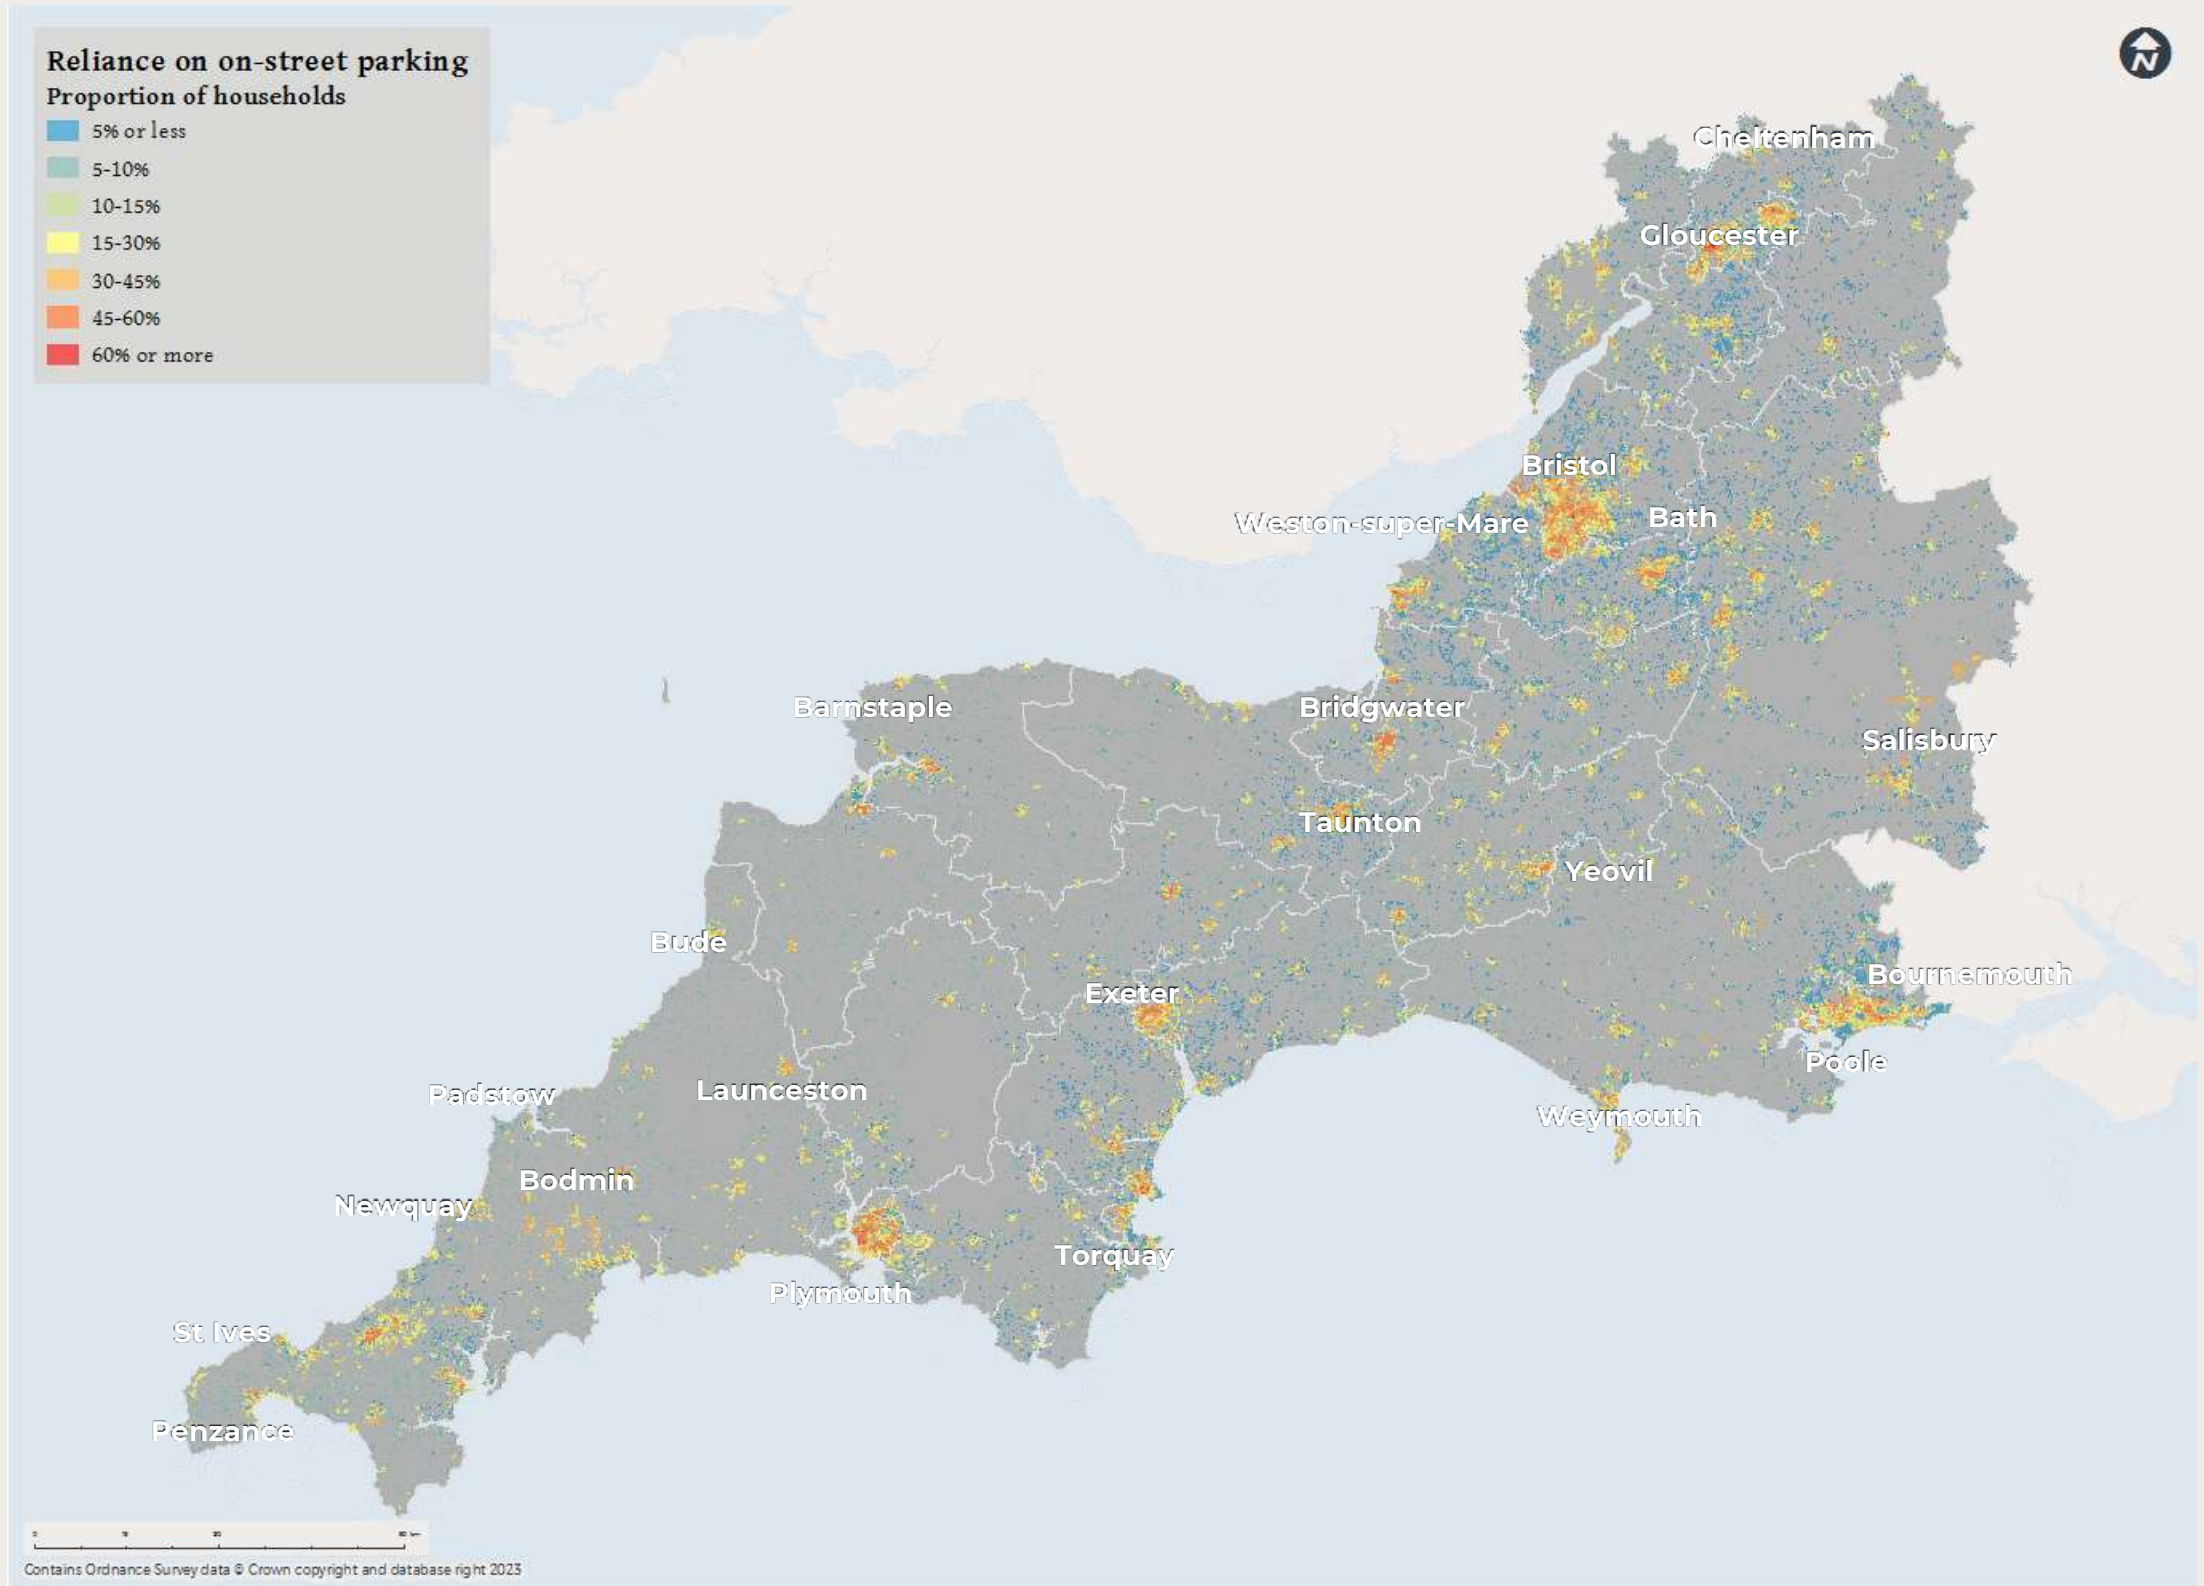 Reliance on on-street parking
Proportion of households
5% or less
5-10%
10-15%
15-30%
30-45%
45-60%
60% or more
N
Cheltenham
Gloucester
Bristol
Weston-super-Mare
Bath
Barnstaple
Bridgwater
Salisbury
Taunton
Yeovil
Bude
Bournemouth
Exeter
Poole
Launceston
Padstow
Weymouth
Bodmin
Newquay
Torquay
Plymouth
St Ives
Penzance
Contains Ordnance Survey data © Crown copyright and database right 2023